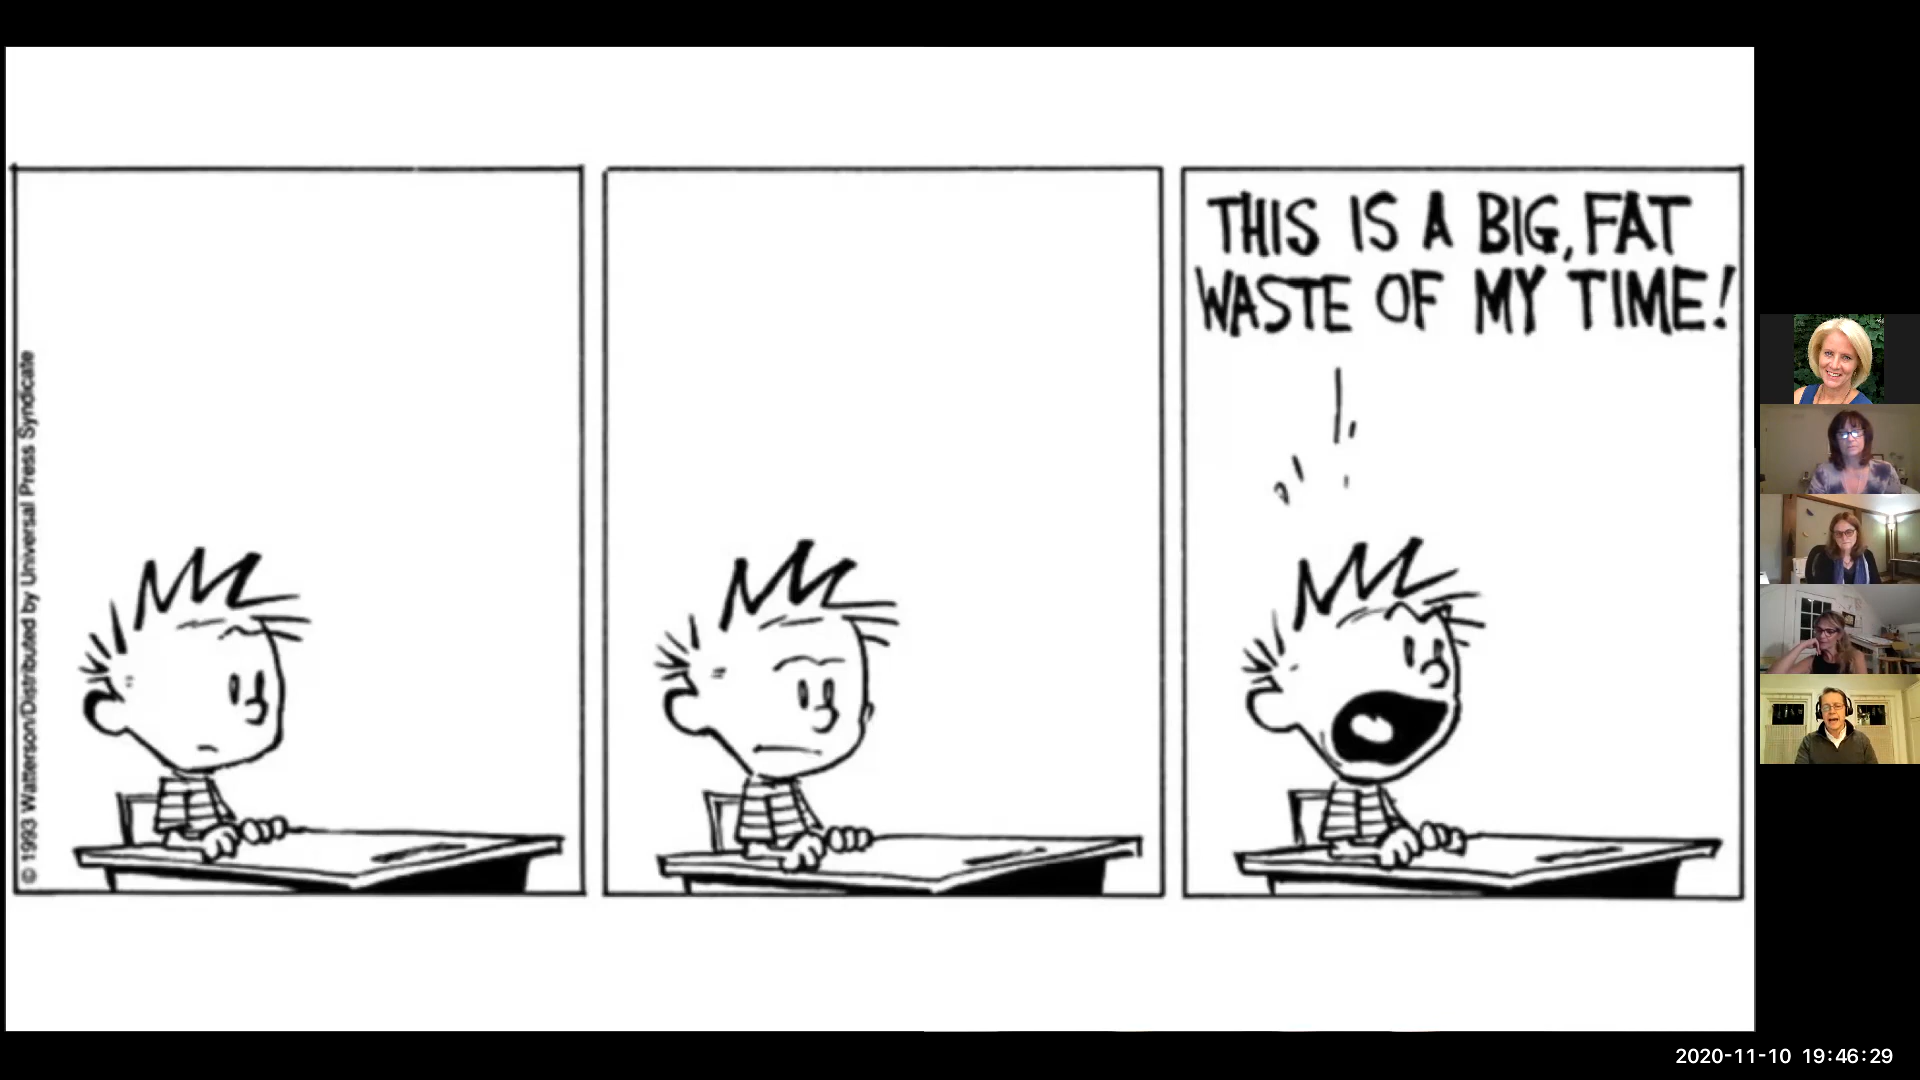 © 1993 Watterson/Distributed by Universal Press Syndicate
THIS IS A BIG, FAT
WASTE OF MY TIME!
2020-11-10 19:46:29